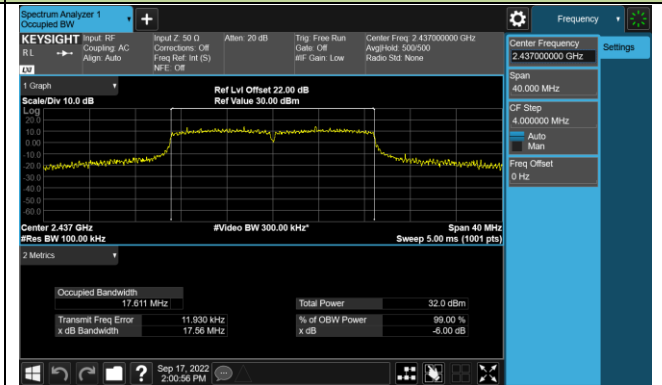 Spectrum Analyzer 1
Occupied BW
Frequency
KEYSIGHT
RL
LXI
Input: RF
Coupling: AC
Align: Auto
Input Z: 50 Ω
Corrections: Off
Freq Ref: Int (S)
NFE: Off
Atten: 20 dB
Trig: Free Run
Gate: Off
#IF Gain: Low
Center Freq: 2.437000000 GHz
Avg|Hold: 500/500
Radio Std: None
Center Frequency
2.437000000 GHz
Settings
Span
40.000 MHz
CF Step
4.000000 MHz
Auto
Man
Freq Offset
0 Hz
1 Graph
Scale/Div 10.0 dB
Ref Lvl Offset 22.00 dB
Ref Value 30.00 dBm
Log
20.0
10.0
0.00
-10.0
-20.0
-30.0
-40.0
-50.0
-60.0
Center 2.437 GHz
#Video BW 300.00 kHz*
Span 40 MHz
#Res BW 100.00 kHz
Sweep 5.00 ms (1001 pts)
2 Metrics
Occupied Bandwidth
17.611 MHz
Total Power 32.0 dBm
Transmit Freq Error 11.930 kHz
% of OBW Power 99.00 %
x dB Bandwidth 17.56 MHz
x dB -6.00 dB
?
Sep 17, 2022
2:00:56 PM